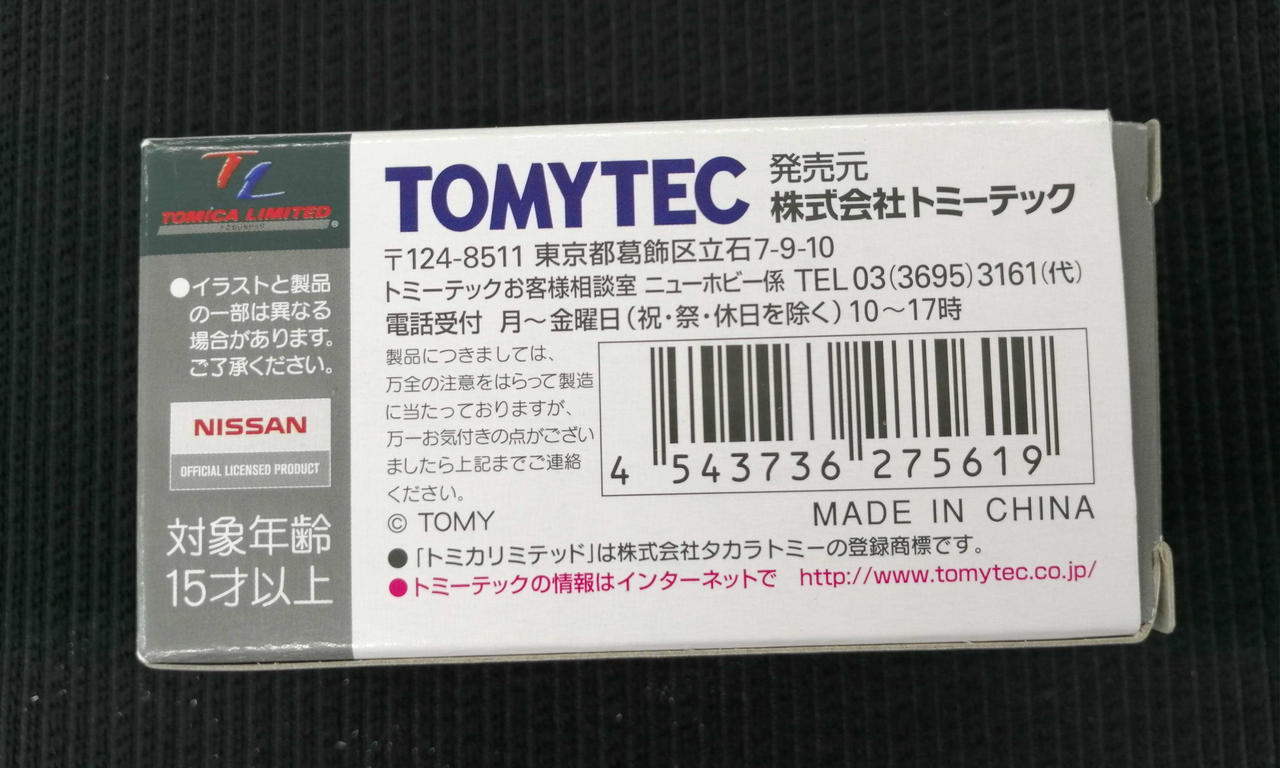 TL
TOMICA LIMITED
®
●イラストと製品
の一部は異なる
場合があります。
ご了承ください。
NISSAN
OFFICIAL LICENSED PRODUCT
対象年齢
15才以上
TOMYTEC
発売元
株式会社トミーテック
〒124-8511 東京都葛飾区立石7-9-10
トミーテックお客様相談室 ニューホビー係 TEL 03(3695)3161(代)
電話受付 月～金曜日(祝・祭・休日を除く)10～17時
製品につきましては、
万全の注意をはらって製造
に当たっておりますが、
万一お気付きの点がござい
ましたら上記までご連絡
ください。
4 543736 275619
© TOMY
MADE IN CHINA
●「トミカリミテッド」は株式会社タカラトミーの登録商標です。
●トミーテックの情報はインターネットで http://www.tomytec.co.jp/